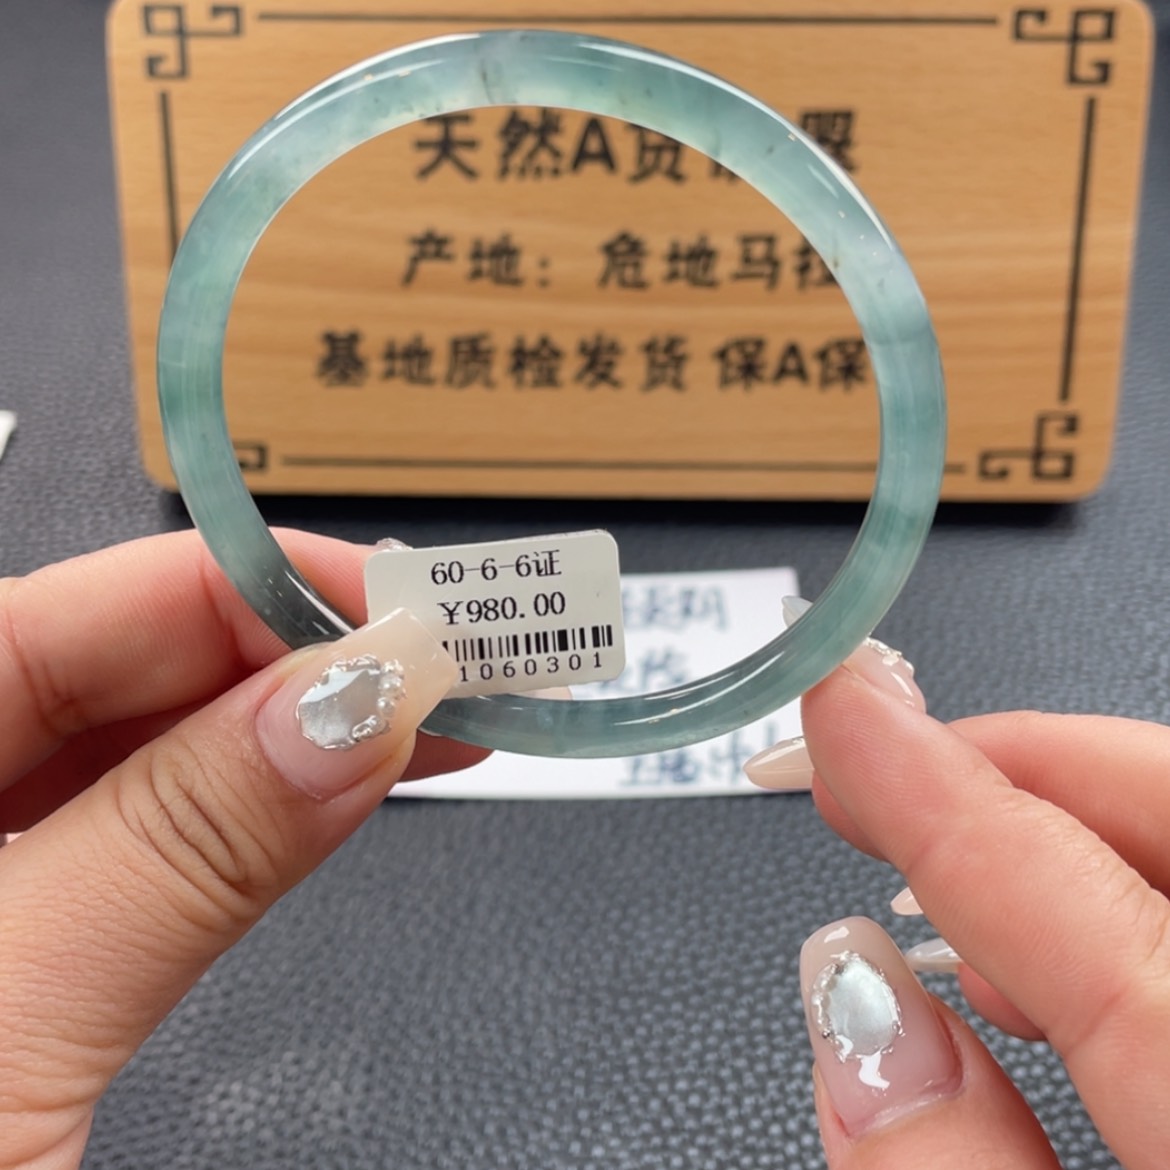 天然A货
产地：危地马拉
基地质检发货 保A保
60-6-6证
¥980.00
1060301